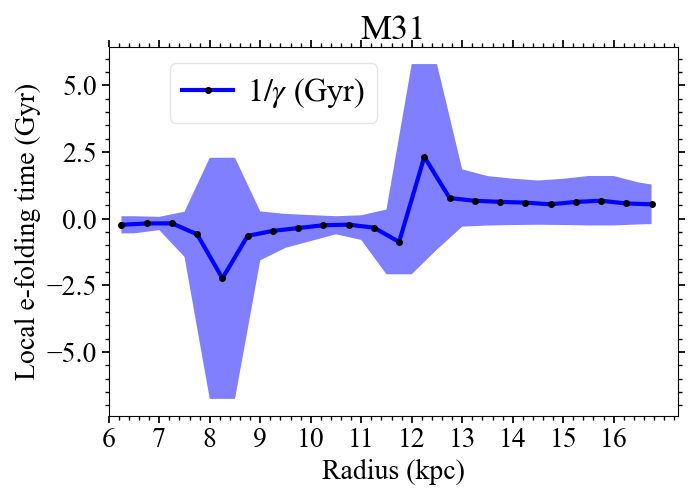 M31
1/γ (Gyr)
Local e-folding time (Gyr)
5.0
2.5
0.0
−2.5
−5.0
6 7 8 9 10 11 12 13 14 15 16
Radius (kpc)